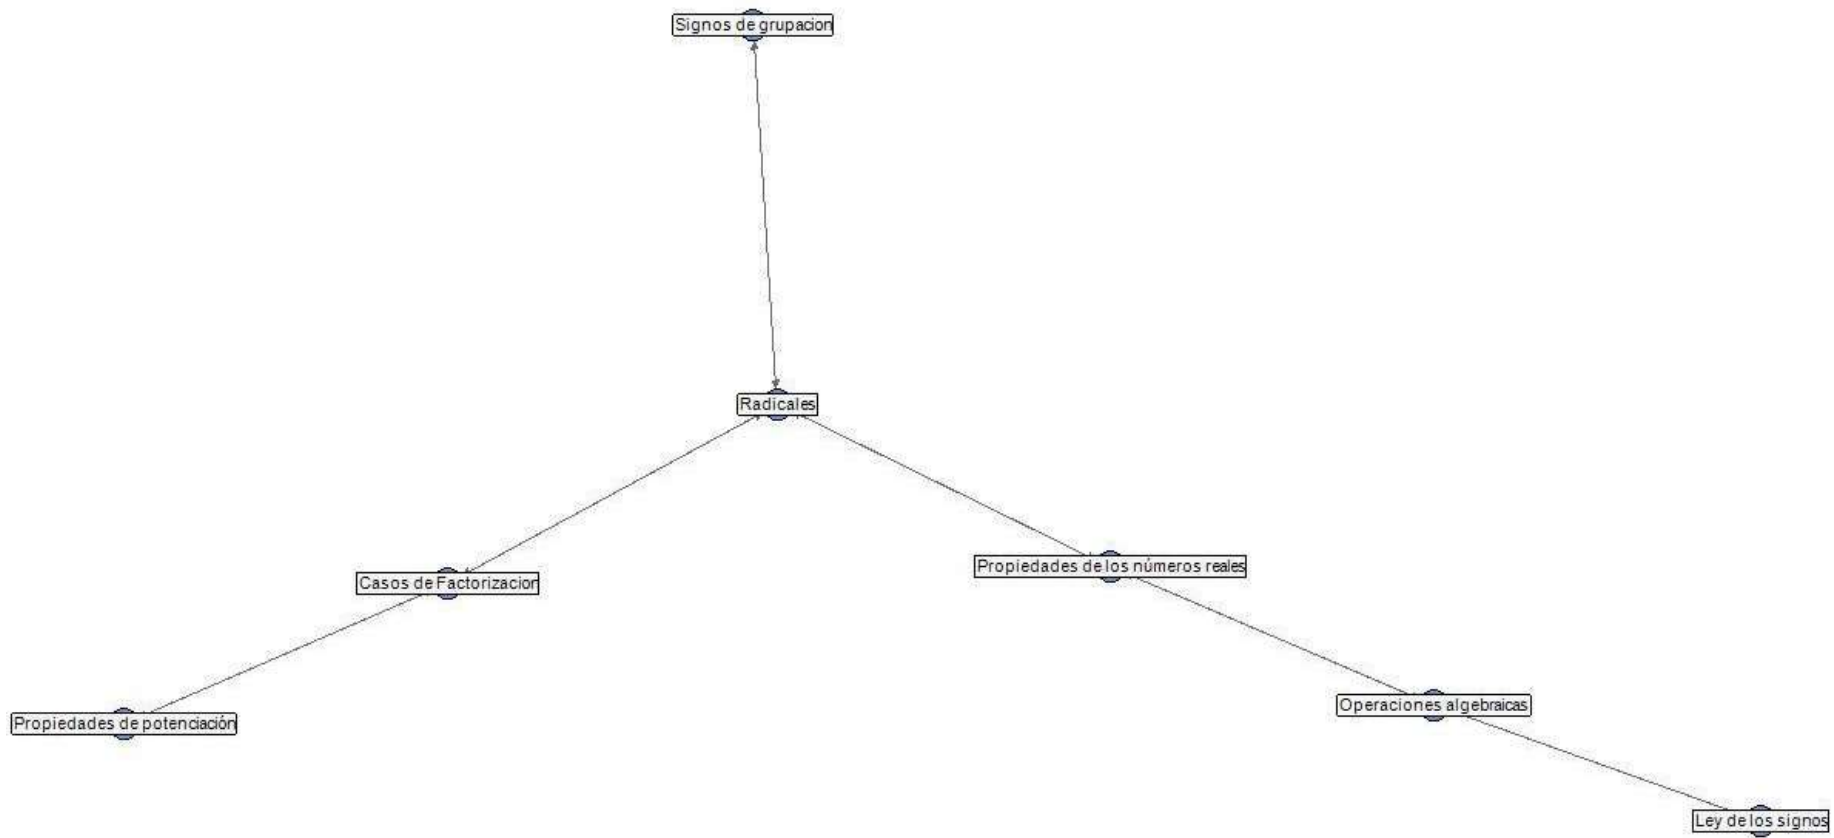 Signos de grupacion
Radicales
Propiedades de los números reales
Casos de Factorizacion
Operaciones algebraicas
Propiedades de potenciación
Ley de los signos